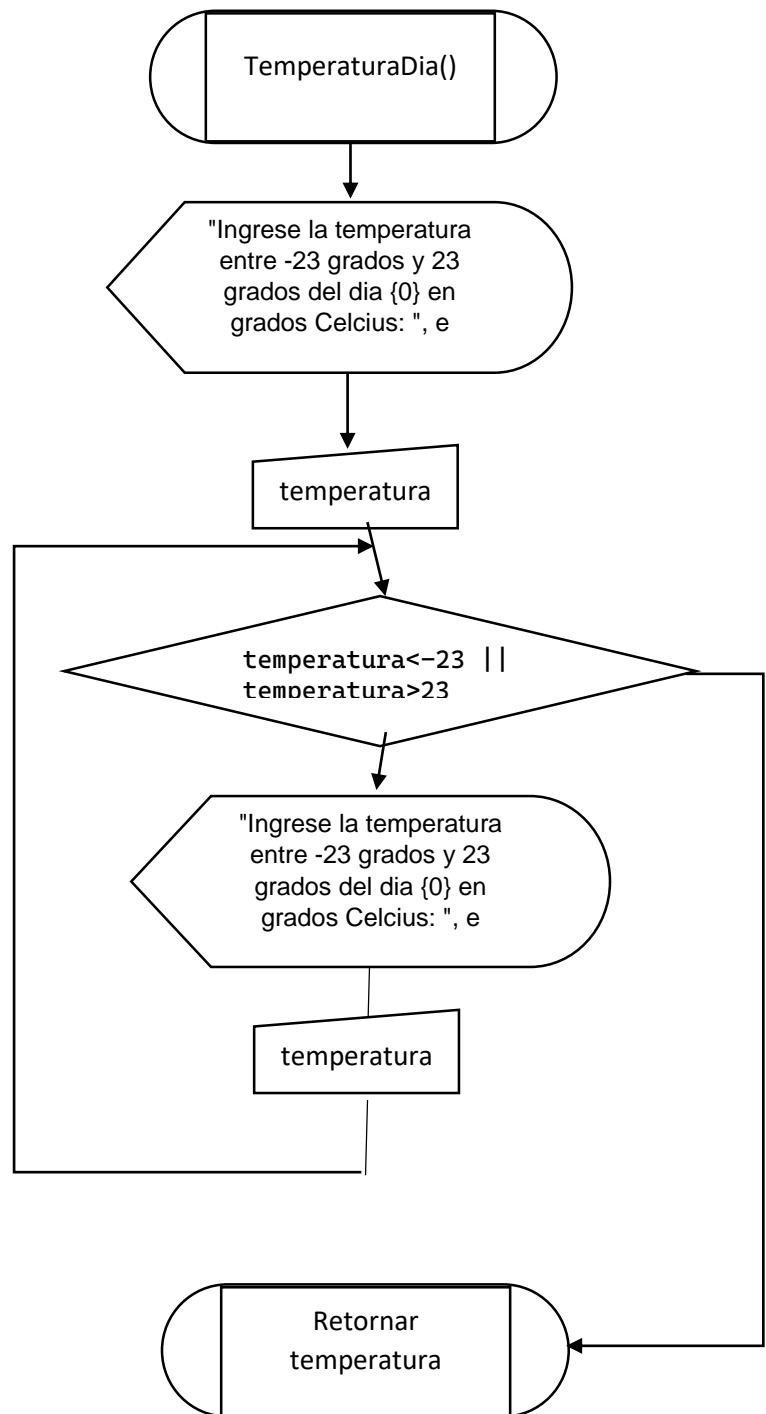 TemperaturaDia()
"Ingrese la temperatura
entre -23 grados y 23
grados del dia {0} en
grados Celcius: ", e
temperatura
temperatura<-23 ||
temperatura>23
"Ingrese la temperatura
entre -23 grados y 23
grados del dia {0} en
grados Celcius: ", e
temperatura
Retornar
temperatura